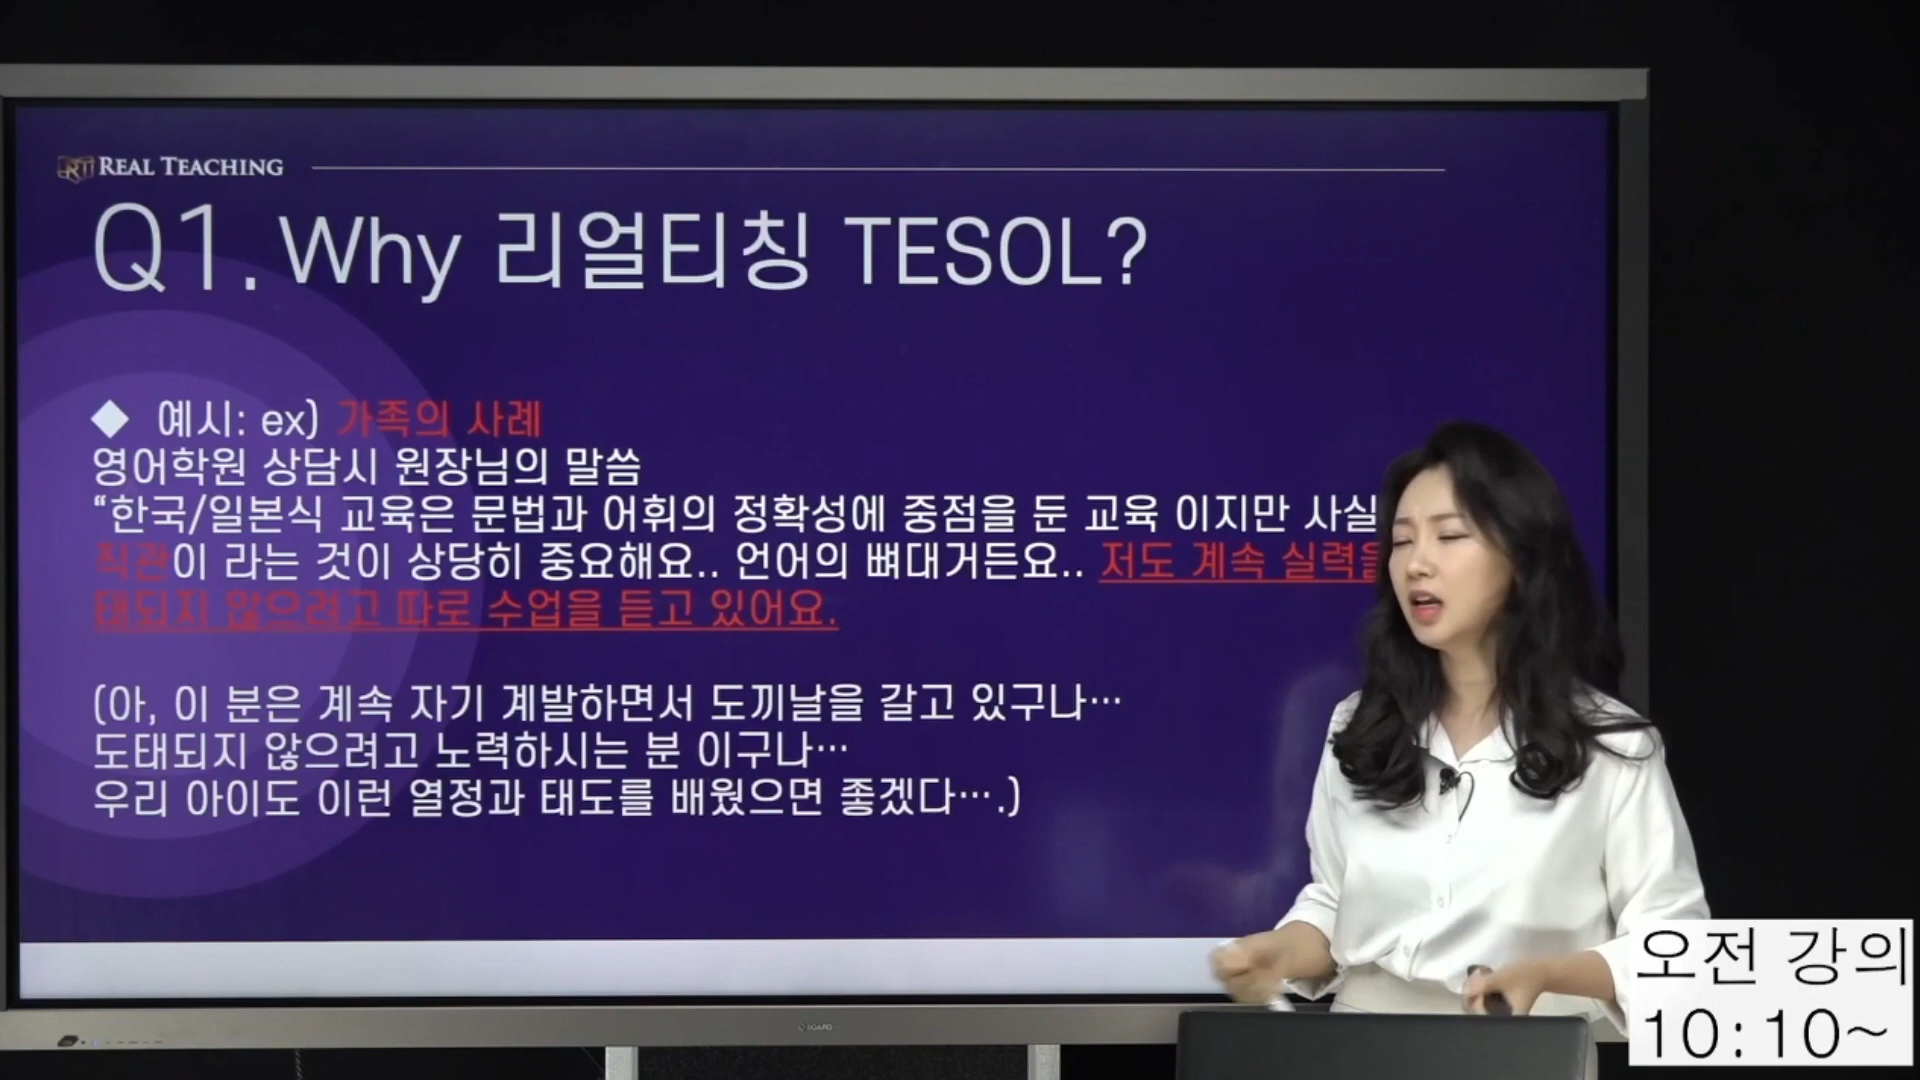 REAL TEACHING
Q1. Why 리얼티칭 TESOL?
◆ 예시: ex) 가족의 사례
영어학원 상담시 원장님의 말씀
“한국/일본식 교육은 문법과 어휘의 정확성에 중점을 둔 교육 이지만 사실
직관이 라는 것이 상당히 중요해요.. 언어의 뼈대거든요.. 저도 계속 실력을
태되지 않으려고 따로 수업을 듣고 있어요.
(아, 이 분은 계속 자기 계발하면서 도끼날을 갈고 있구나…
도태되지 않으려고 노력하시는 분 이구나…
우리 아이도 이런 열정과 태도를 배웠으면 좋겠다….)
오전 강의
10:10~